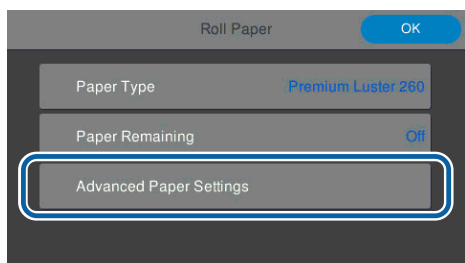 Roll Paper
OK
Paper Type
Premium Luster 260
Paper Remaining
Off
Advanced Paper Settings